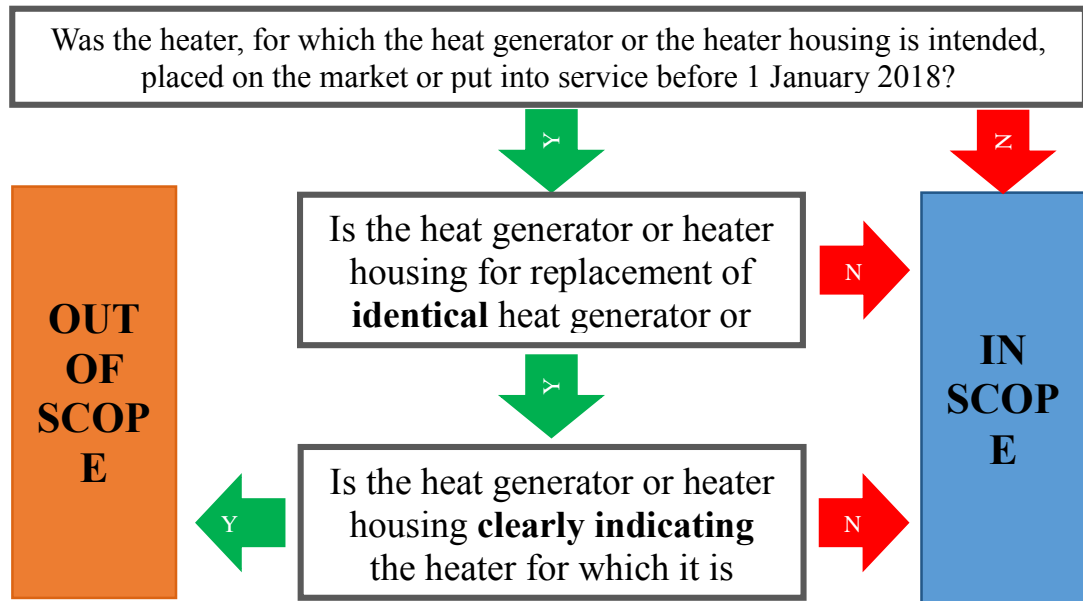 Was the heater, for which the heat generator or the heater housing is intended,
placed on the market or put into service before 1 January 2018?
Y
N
Is the heat generator or heater
housing for replacement of
identical heat generator or
N
OUT
OF
SCOP
E
IN
SCOP
E
Y
Is the heat generator or heater
housing clearly indicating
the heater for which it is
Y
N